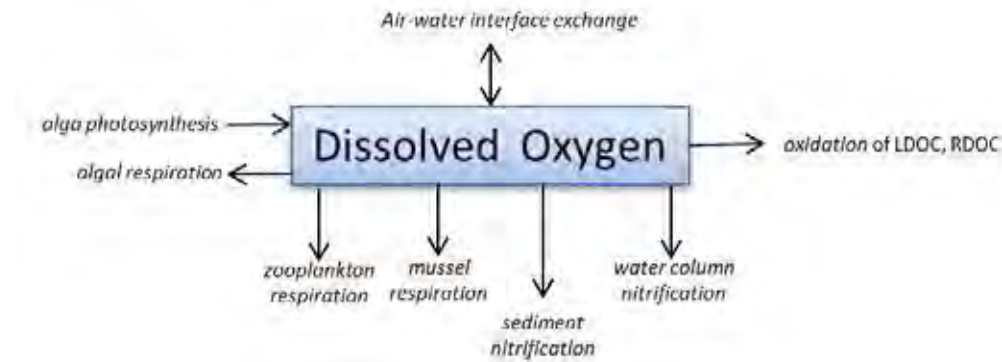 Air-water interface exchange
alga photosynthesis
Dissolved Oxygen
oxidation of LDOC, RDOC
algal respiration
zooplankton
respiration
mussel
respiration
sediment
nitrification
water column
nitrification